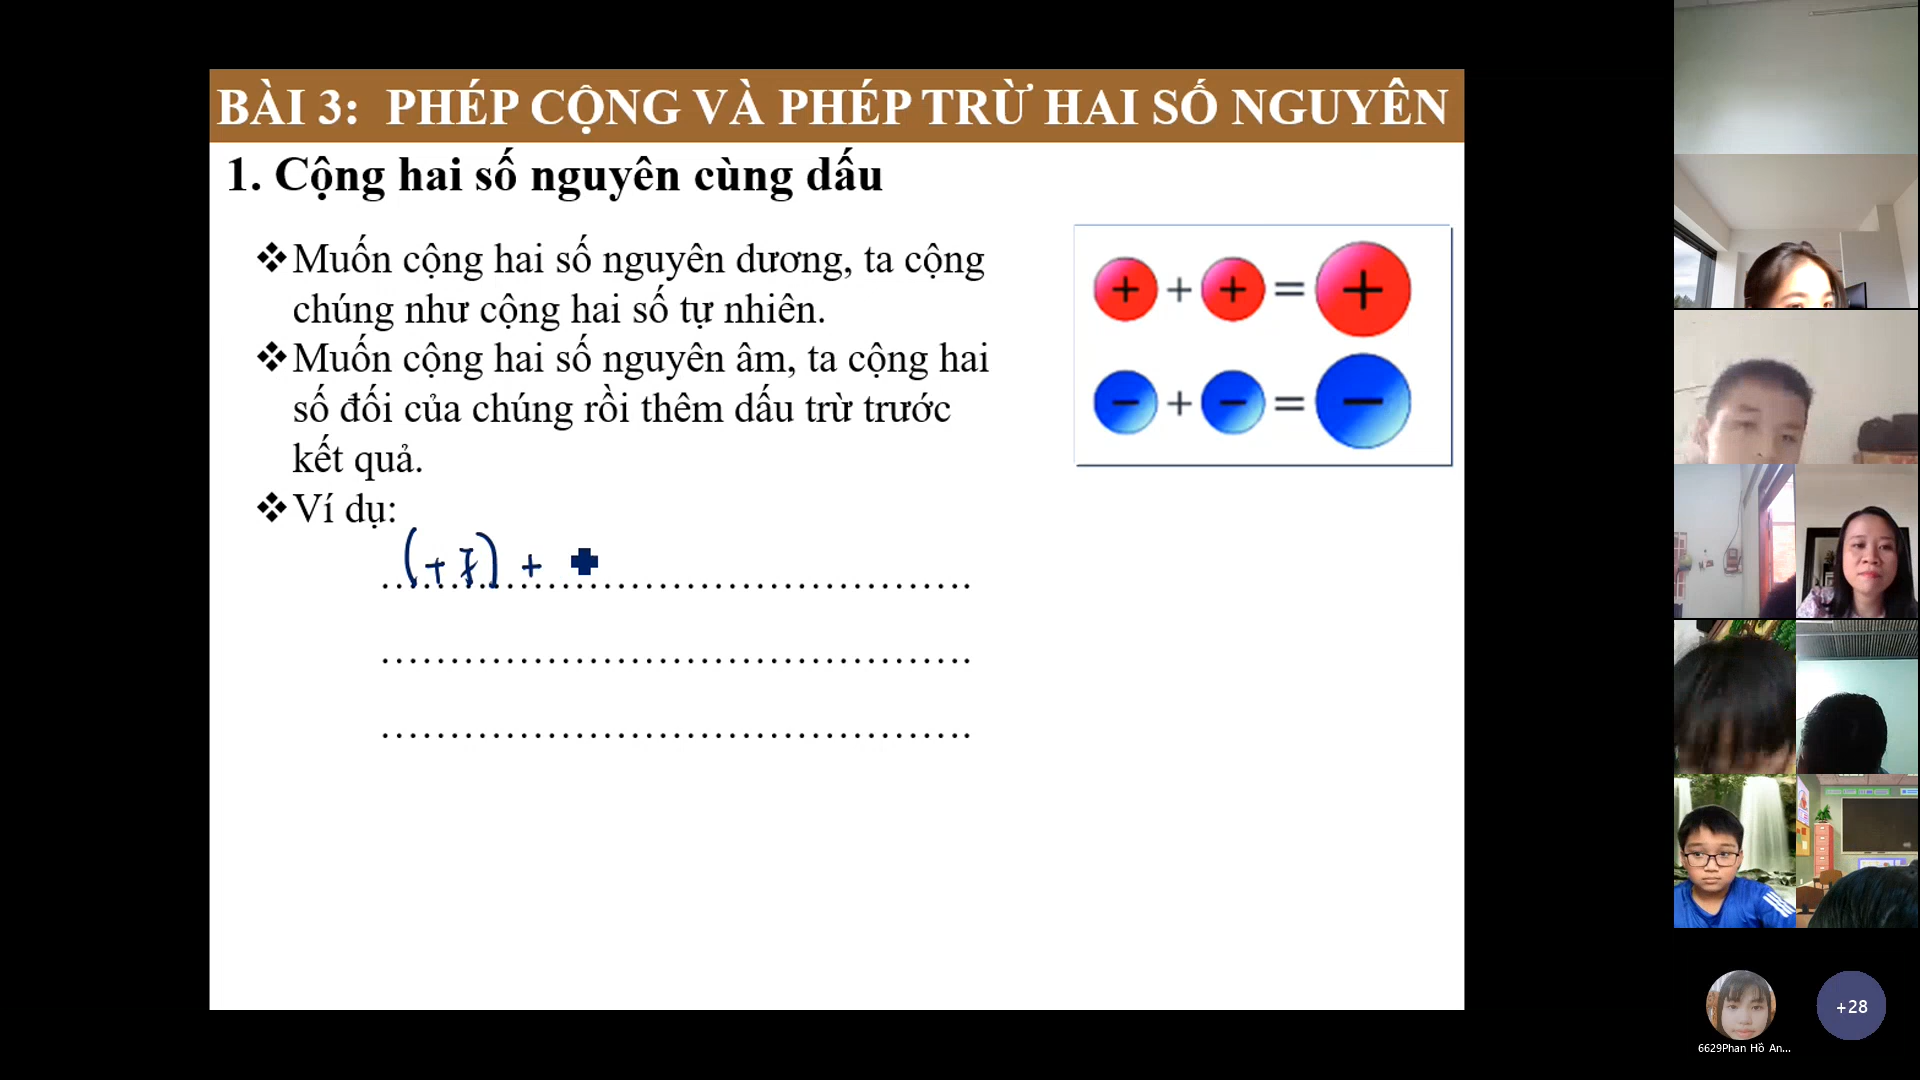 BÀI 3: PHÉP CỘNG VÀ PHÉP TRỪ HAI SỐ NGUYÊN
1. Cộng hai số nguyên cùng dấu
❖Muốn cộng hai số nguyên dương, ta cộng
chúng như cộng hai số tự nhiên.
❖Muốn cộng hai số nguyên âm, ta cộng hai
số đối của chúng rồi thêm dấu trừ trước
kết quả.
❖Ví dụ:
(+7) +
+ + + = +
− + − = −
+28
6629Phan Hồ An...